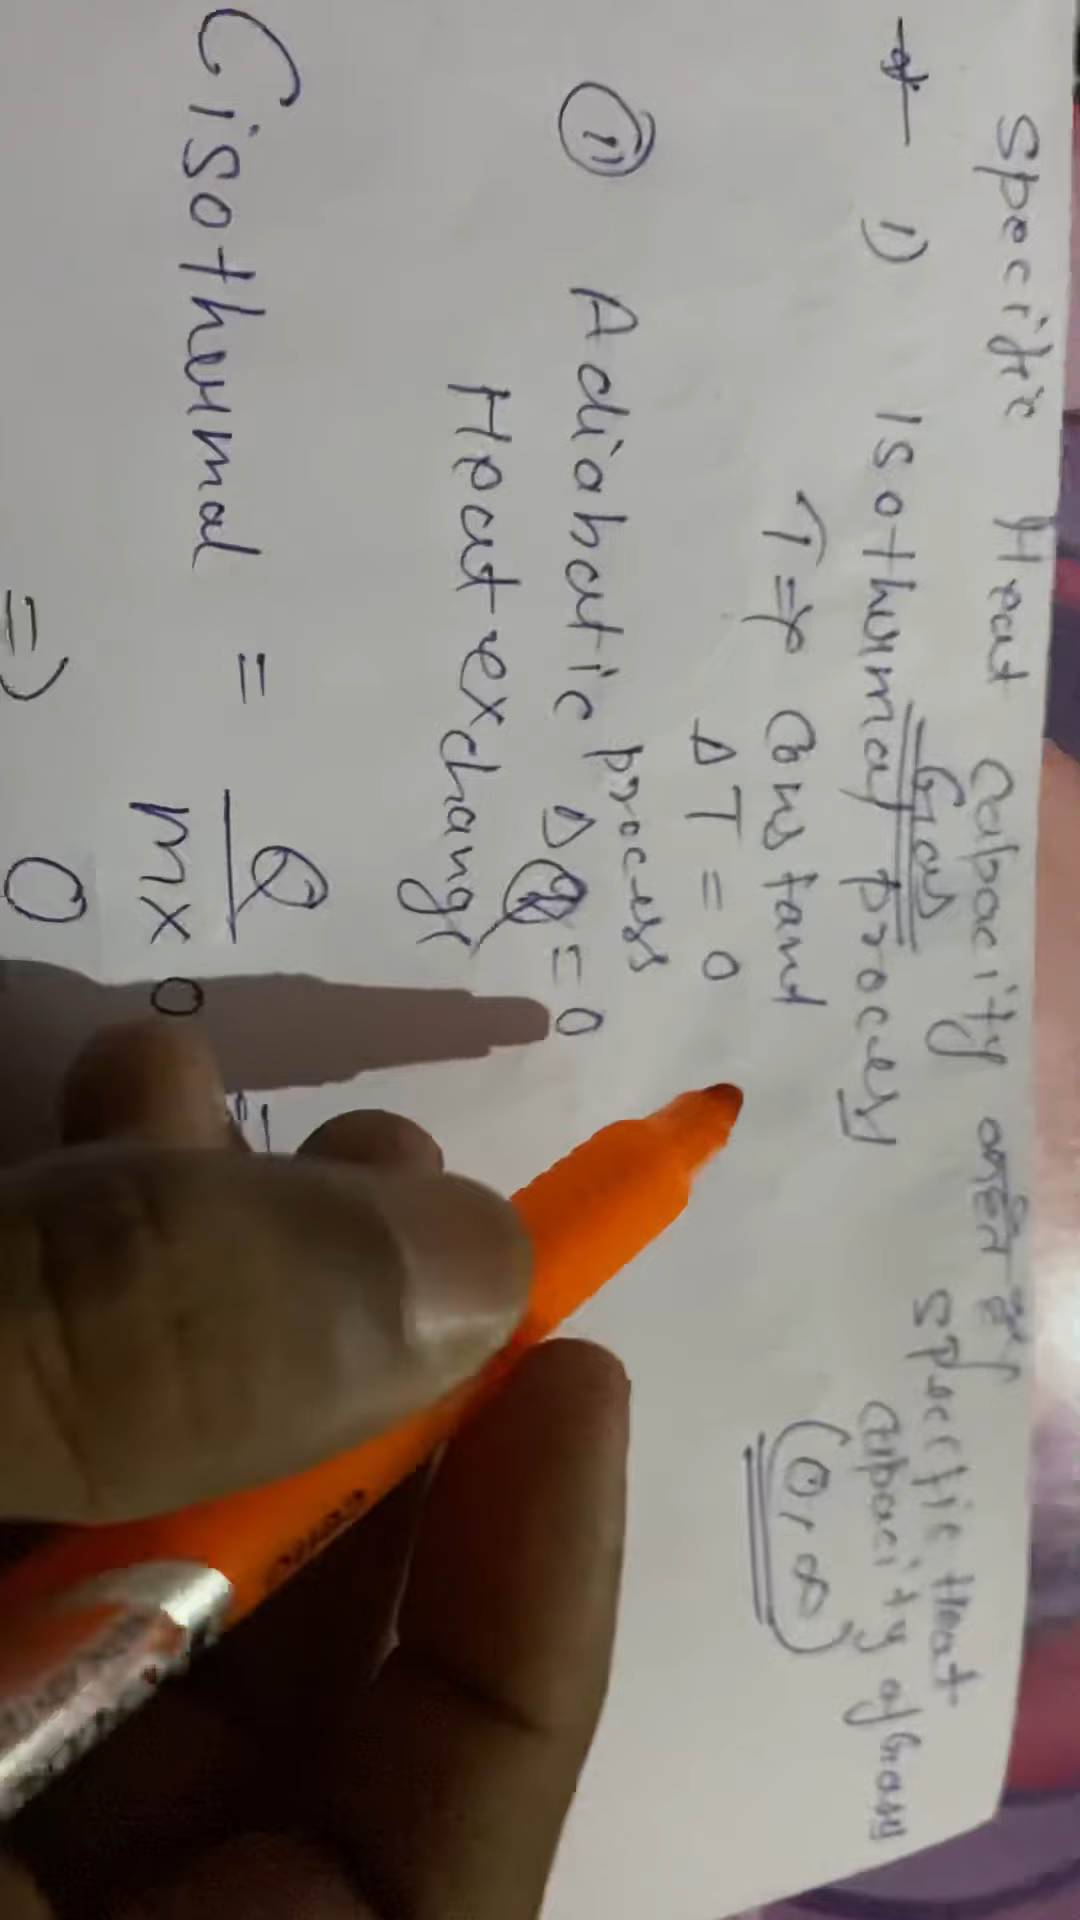 Specific Heat Capacity कहते हैं
Gas
Specific Heat
Capacity of Gas
* 1) Isothermal process
T = constant
(0, ∞)
ΔT = 0
ii) Adiabatic process
ΔQ = 0
Heat exchange
C isothermal = Q / m×0 =
=> 0